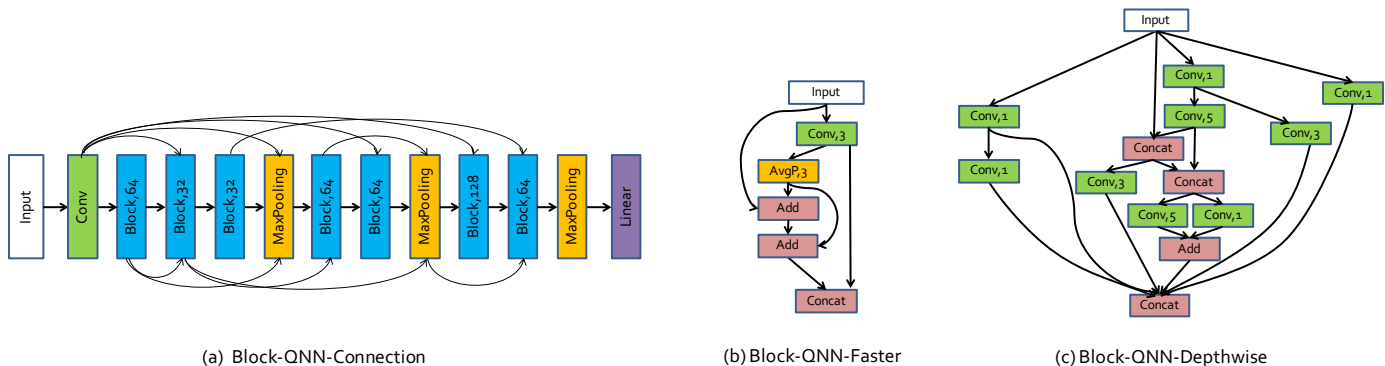 Input
Conv
Block,64
Block,32
Block,32
MaxPooling
Block,64
Block,64
MaxPooling
Block,128
Block,64
MaxPooling
Linear
(a) Block-QNN-Connection
Input
Conv,3
AvgP,3
Add
Add
Concat
(b) Block-QNN-Faster
Input
Conv,1
Conv,1
Conv,1
Conv,5
Conv,3
Concat
Conv,1
Conv,3
Concat
Conv,5
Conv,1
Add
Concat
(c) Block-QNN-Depthwise